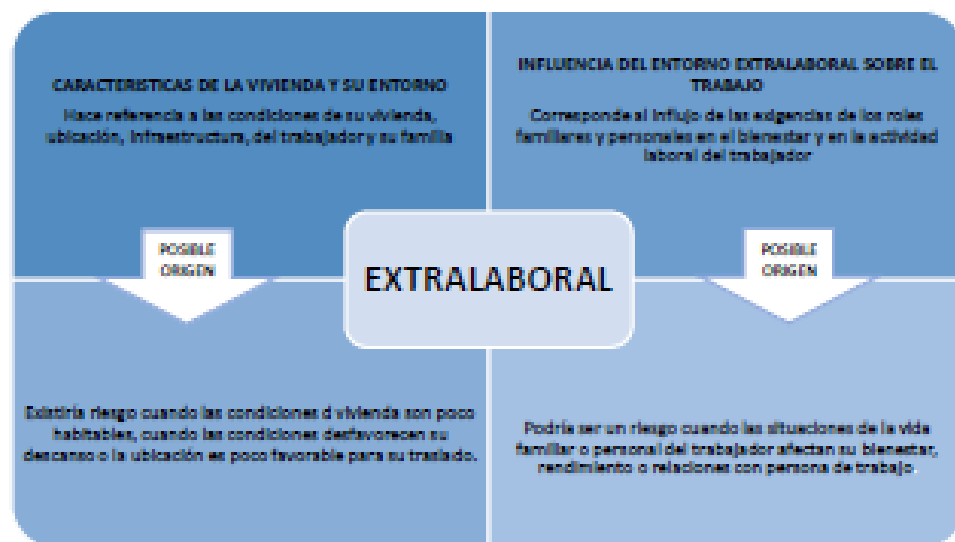 CARACTERISTICAS DE LA VIVIENDA Y SU ENTORNO
Hace referencia a las condiciones de su vivienda,
ubicación, infraestructura, del trabajador y su familia
INFLUENCIA DEL ENTORNO EXTRALABORAL SOBRE EL
TRABAJO
Corresponde al influjo de las exigencias de los roles
familiares y personales en el bienestar y en la actividad
laboral del trabajador
POSIBLE
ORIGEN
EXTRALABORAL
POSIBLE
ORIGEN
Existiría riesgo cuando las condiciones d vivienda son poco
habitables, cuando las condiciones desfavorecen su
descanso o la ubicación es poco favorable para su traslado.
Podría ser un riesgo cuando las situaciones de la vida
familiar o personal del trabajador afectan su bienestar,
rendimiento o relaciones con persona de trabajo.